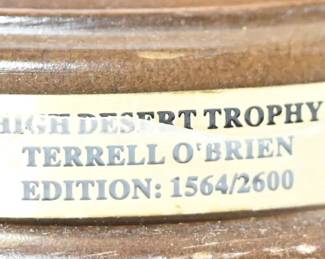 HIGH DESERT TROPHY
TERRELL O'BRIEN
EDITION: 1564/2600